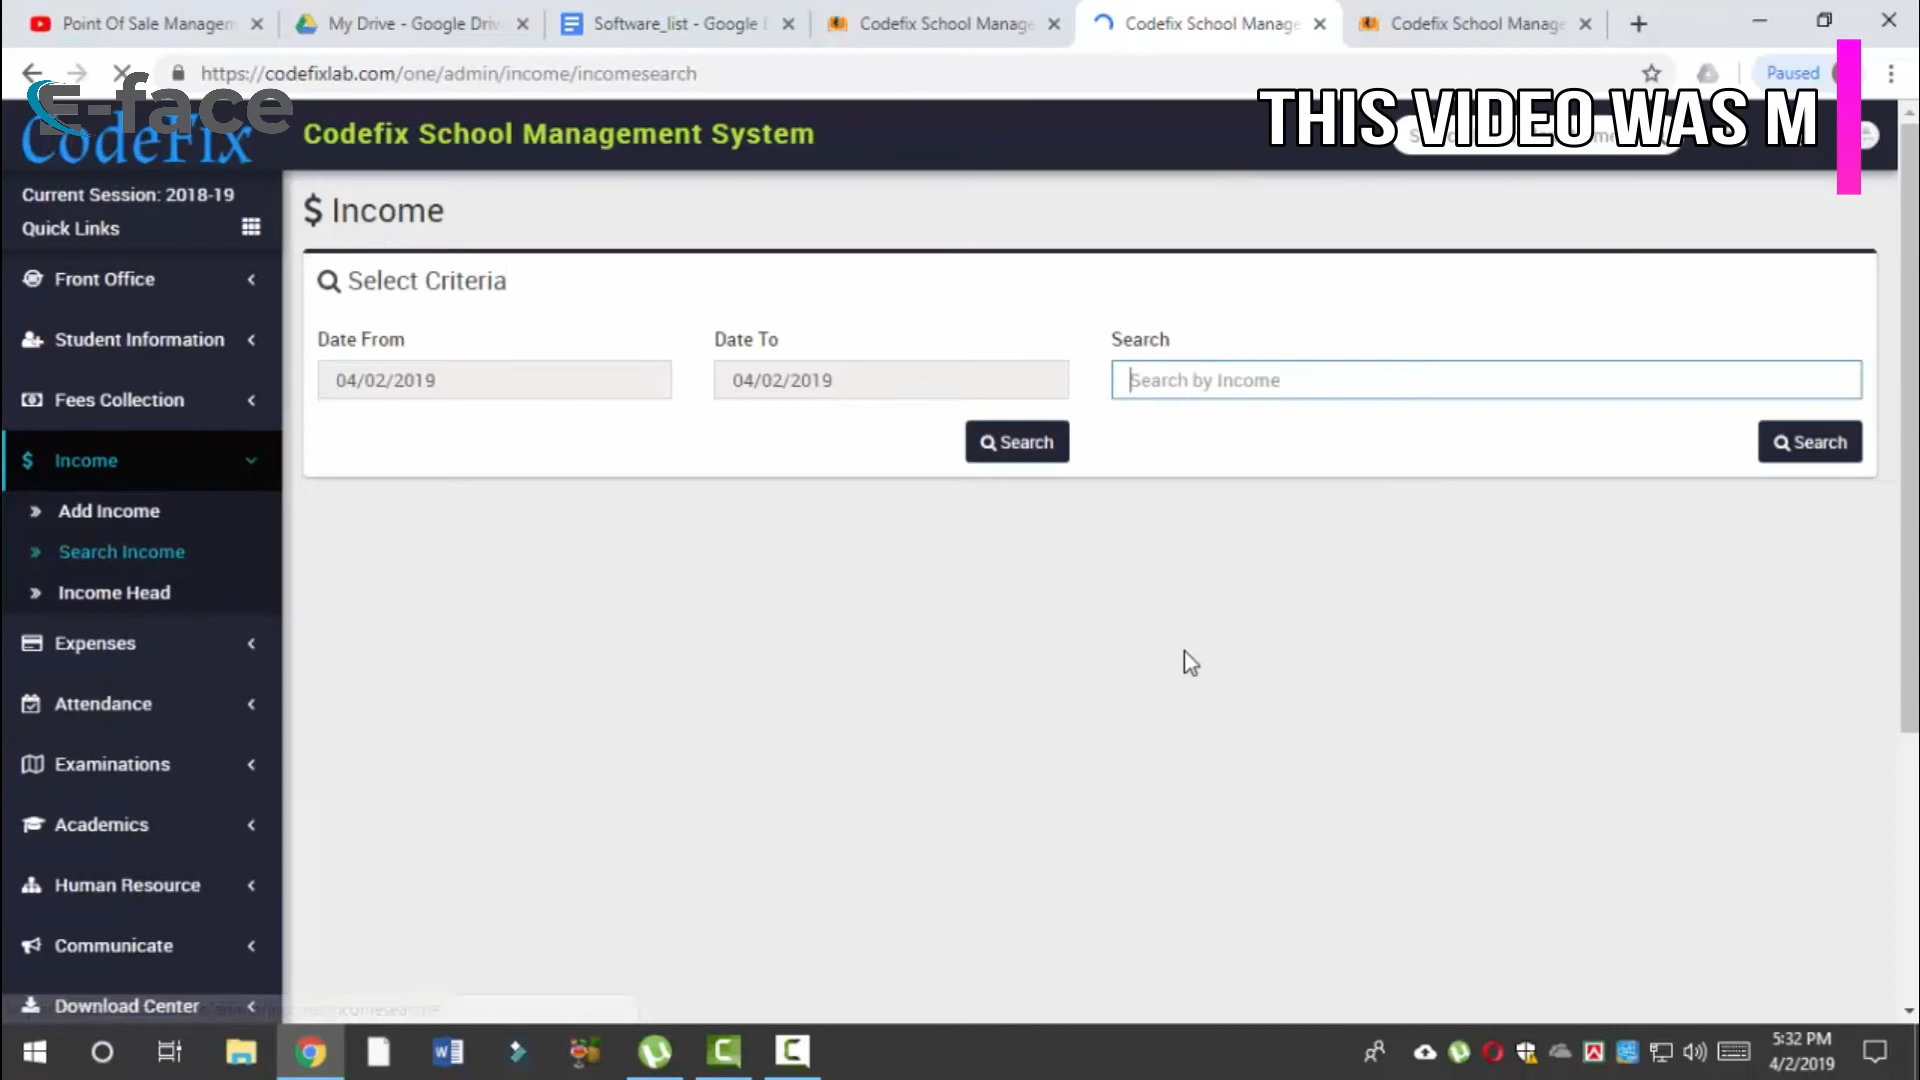 Point Of Sale Managem
My Drive - Google Driv
Software_list - Google
Codefix School Manage
Codefix School Manage
Codefix School Manage
https://codefixlab.com/one/admin/income/incomesearch
Paused
E-face
CodeFix
Codefix School Management System
THIS VIDEO WAS M
Current Session: 2018-19
Quick Links
Front Office
Student Information
Fees Collection
Income
Add Income
Search Income
Income Head
Expenses
Attendance
Examinations
Academics
Human Resource
Communicate
Download Center
$ Income
Select Criteria
Date From
Date To
Search
04/02/2019
04/02/2019
Search by Income
Search
Search
5:32 PM
4/2/2019